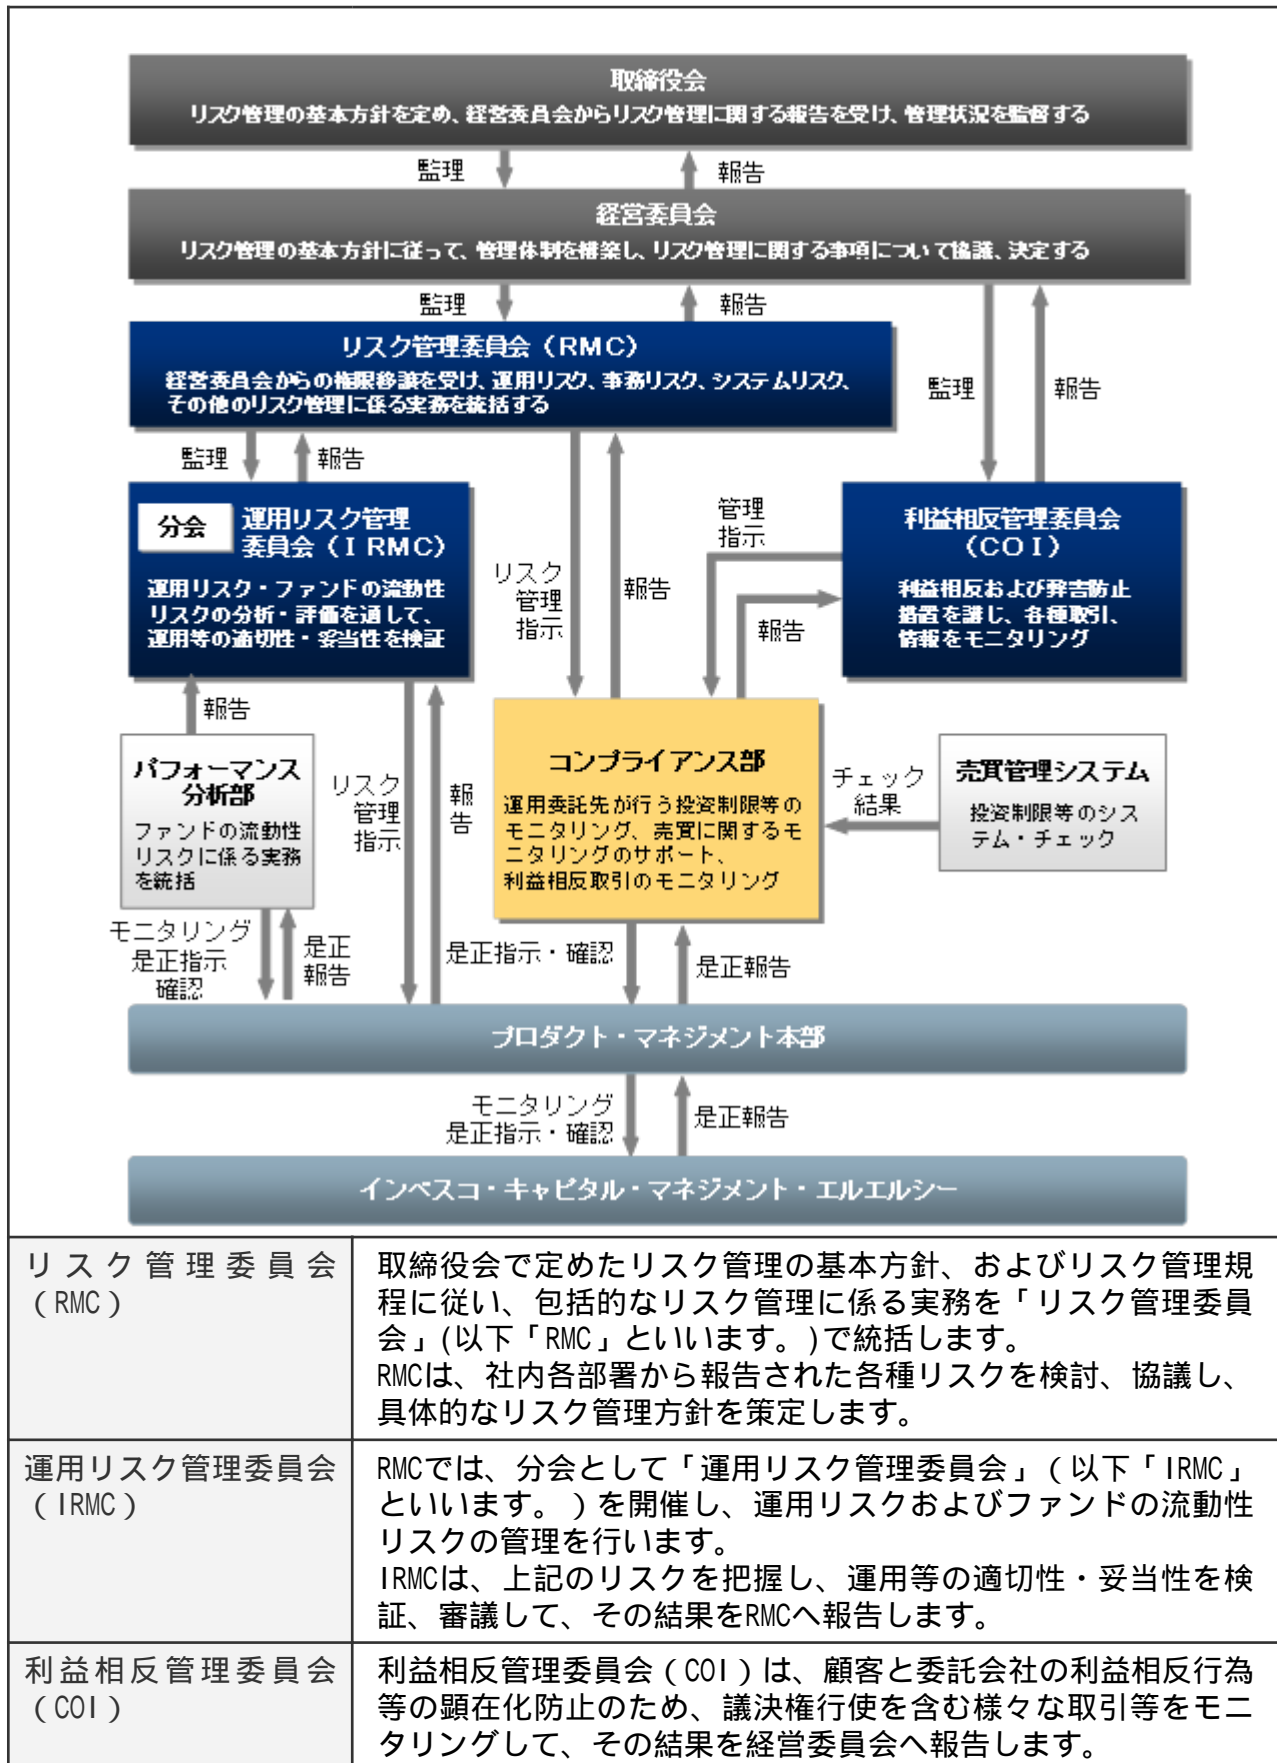 取締役会
リスク管理の基本方針を定め、経営委員会からリスク管理に関する報告を受け、管理状況を監督する
監理
報告
経営委員会
リスク管理の基本方針に従って、管理体制を構築し、リスク管理に関する事項について協議、決定する
監理
報告
リスク管理委員会（RMC）
経営委員会からの権限移譲を受け、運用リスク、事務リスク、システムリスク、
その他のリスク管理に係る実務を統括する
監理
報告
監理
報告
分会
運用リスク管理
委員会（IRMC）
運用リスク・ファンドの流動性
リスクの分析・評価を通して、
運用等の適切性・妥当性を検証
リスク
管理
指示
報告
管理
指示
報告
利益相反管理委員会
（COI）
利益相反および弊害防止
措置を講じ、各種取引、
情報をモニタリング
報告
パフォーマンス
分析部
ファンドの流動性
リスクに係る実務
を統括
リスク
管理
指示
報
告
コンプライアンス部
運用委託先が行う投資制限等の
モニタリング、売買に関するモ
ニタリングのサポート、
利益相反取引のモニタリング
チェック
結果
売買管理システム
投資制限等のシス
テム・チェック
モニタリング
是正指示
確認
是正
報告
是正指示・確認
是正報告
プロダクト・マネジメント本部
モニタリング
是正指示・確認
是正報告
インベスコ・キャピタル・マネジメント・エルエルシー
リスク管理委員会
（RMC）
取締役会で定めたリスク管理の基本方針、およびリスク管理規
程に従い、包括的なリスク管理に係る実務を「リスク管理委員
会」(以下「RMC」といいます。)で統括します。
RMCは、社内各部署から報告された各種リスクを検討、協議し、
具体的なリスク管理方針を策定します。
運用リスク管理委員会
（IRMC）
RMCでは、分会として「運用リスク管理委員会」（以下「IRMC」
といいます。）を開催し、運用リスクおよびファンドの流動性
リスクの管理を行います。
IRMCは、上記のリスクを把握し、運用等の適切性・妥当性を検
証、審議して、その結果をRMCへ報告します。
利益相反管理委員会
（COI）
利益相反管理委員会（COI）は、顧客と委託会社の利益相反行為
等の顕在化防止のため、議決権行使を含む様々な取引等をモニ
タリングして、その結果を経営委員会へ報告します。